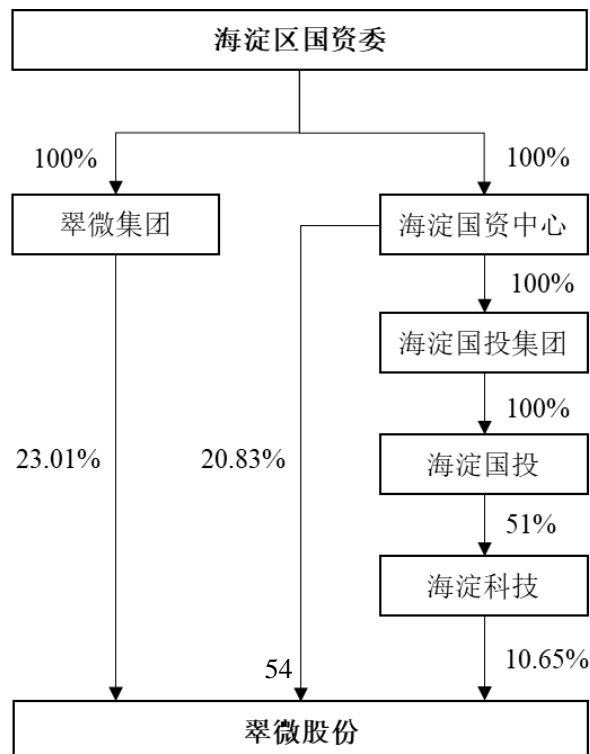 海淀区国资委
100%
100%
翠微集团
海淀国资中心
100%
海淀国投集团
100%
23.01%
20.83%
海淀国投
51%
海淀科技
54
10.65%
翠微股份